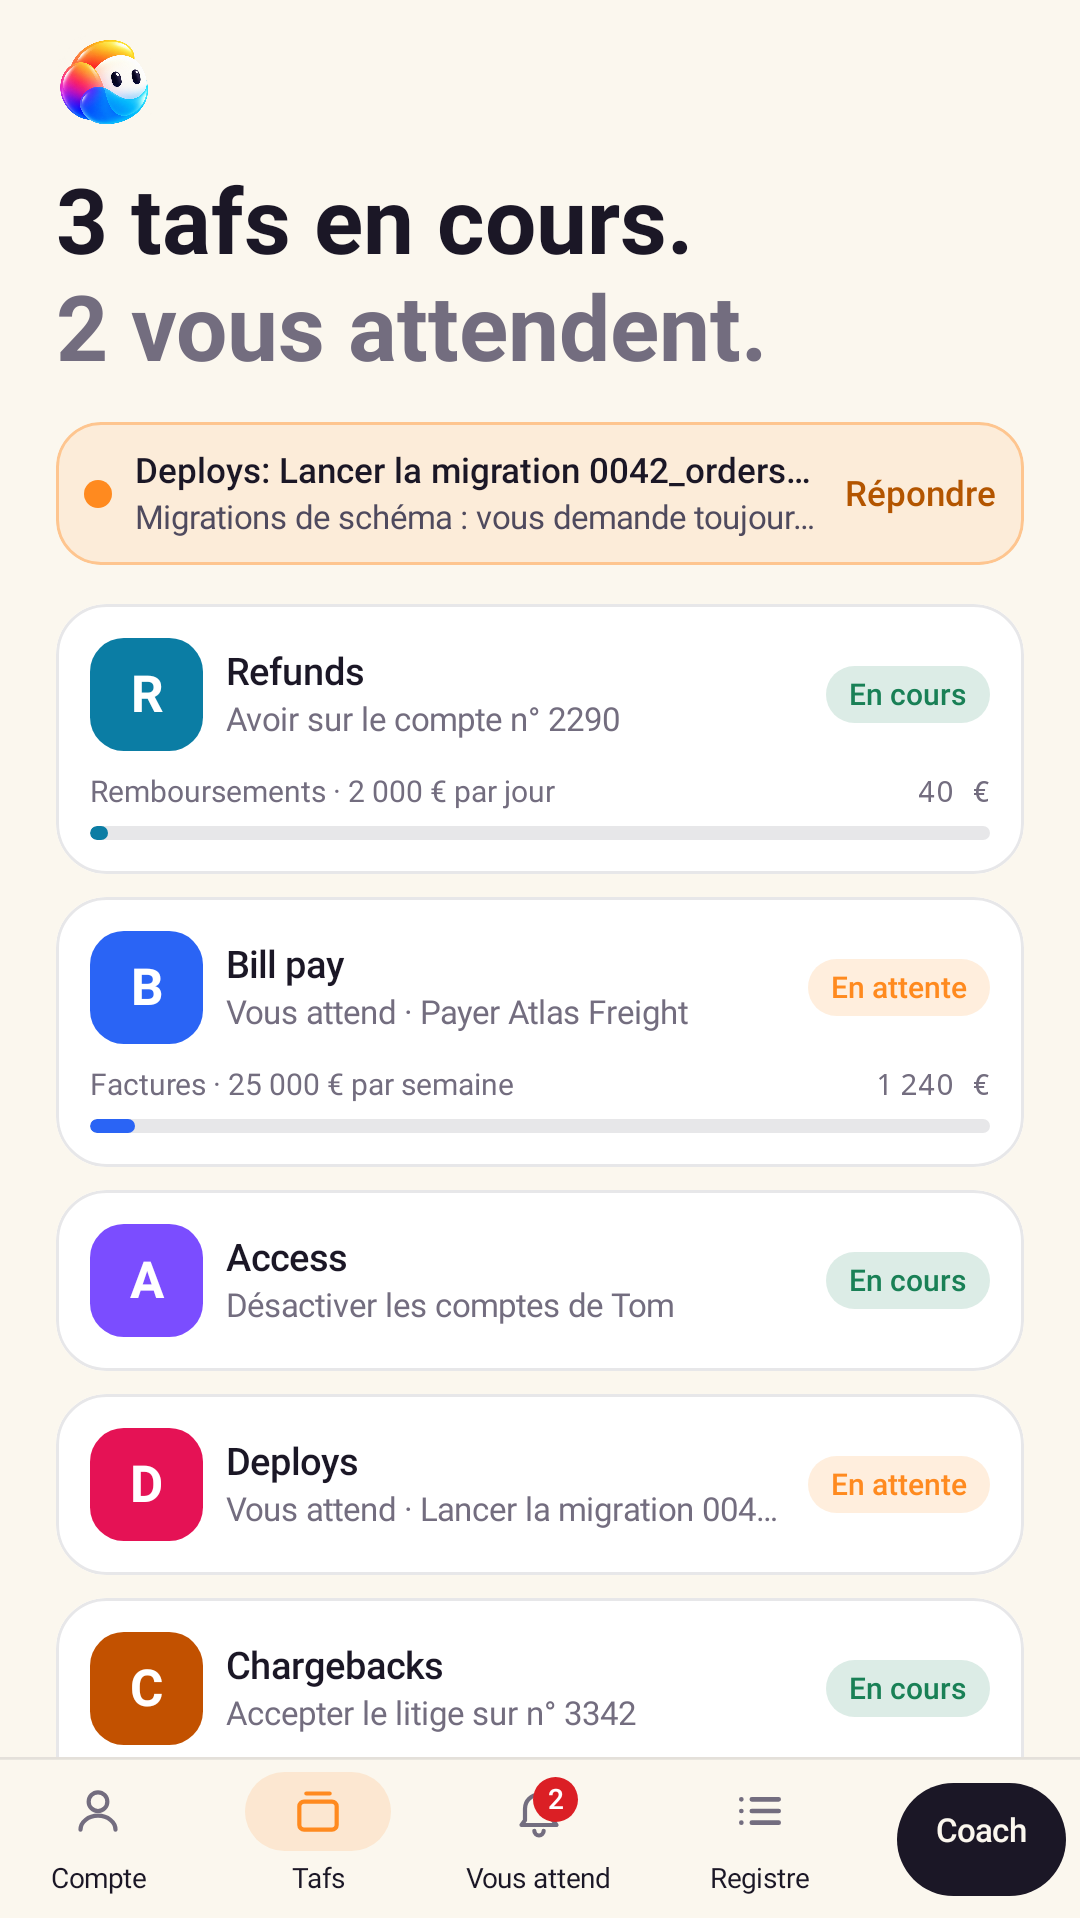 3 tafs en cours.
2 vous attendent.
Deploys: Lancer la migration 0042_orders…
Migrations de schéma : vous demande toujour…
Répondre
R
Refunds
Avoir sur le compte n° 2290
En cours
Remboursements · 2 000 € par jour
40 €
B
Bill pay
Vous attend · Payer Atlas Freight
En attente
Factures · 25 000 € par semaine
1 240 €
A
Access
Désactiver les comptes de Tom
En cours
D
Deploys
Vous attend · Lancer la migration 004…
En attente
C
Chargebacks
Accepter le litige sur n° 3342
En cours
2
Compte
Tafs
Vous attend
Registre
Coach